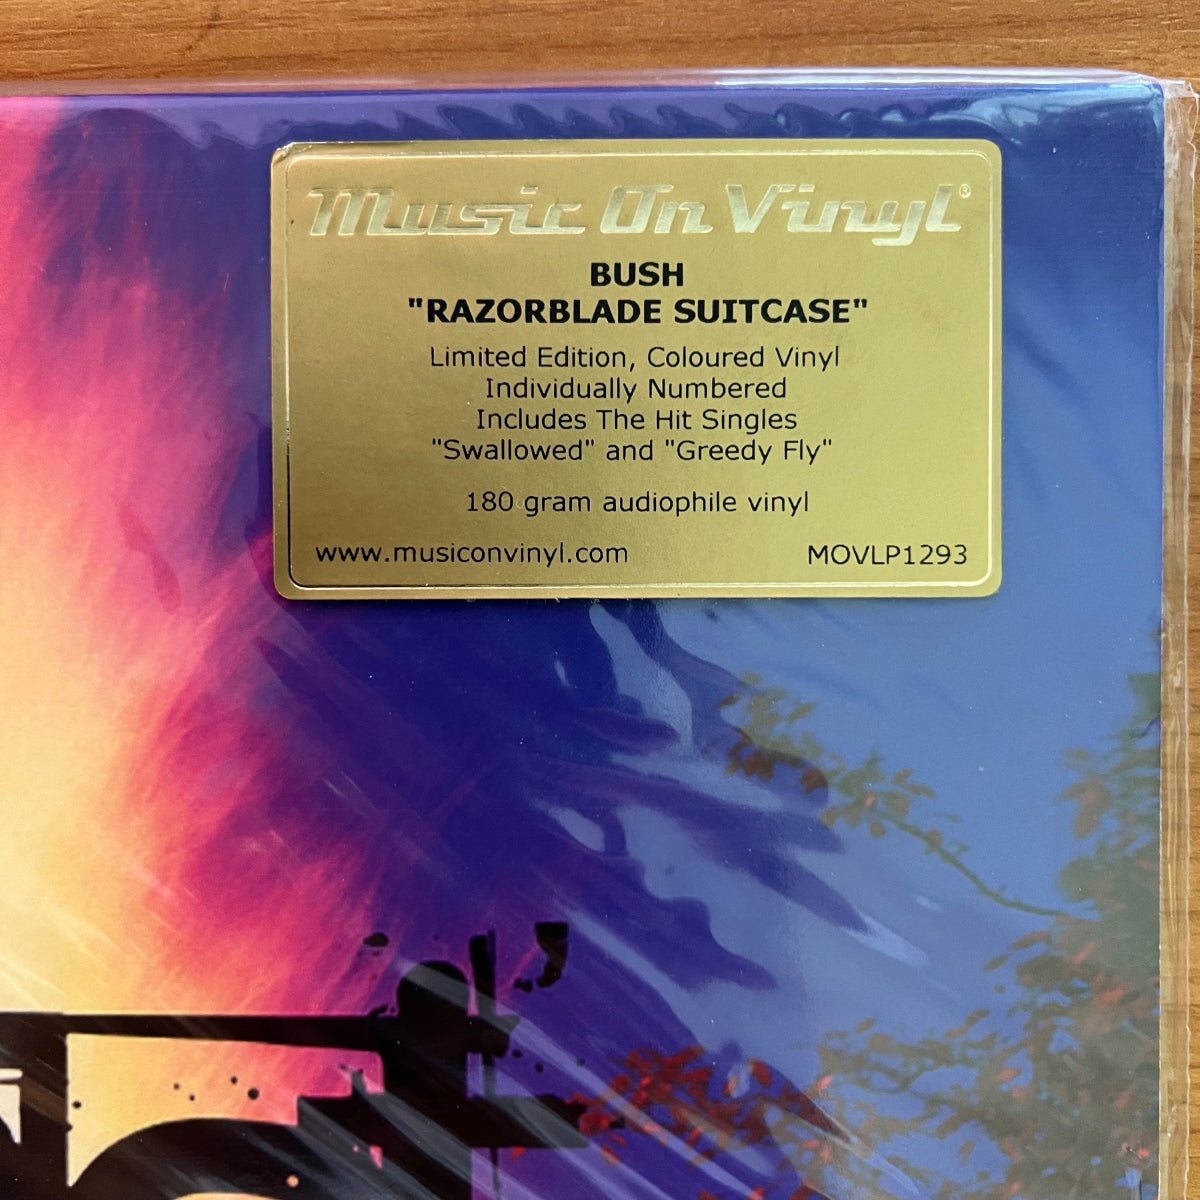 Music On Vinyl®
BUSH
"RAZORBLADE SUITCASE"
Limited Edition, Coloured Vinyl
Individually Numbered
Includes The Hit Singles
"Swallowed" and "Greedy Fly"
180 gram audiophile vinyl
www.musiconvinyl.com MOVLP1293